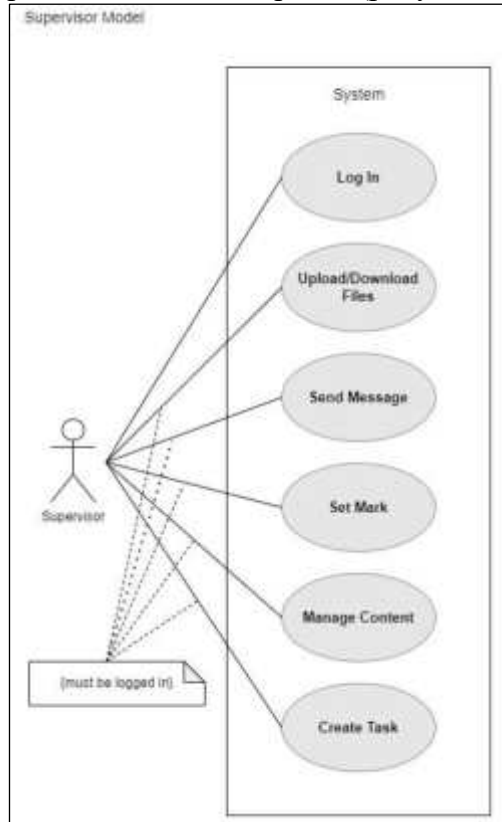 Supervisor Model
System
Log In
Upload/Download
Files
Send Message
Set Mark
Supervisor
Manage Content
{must be logged in}
Create Task